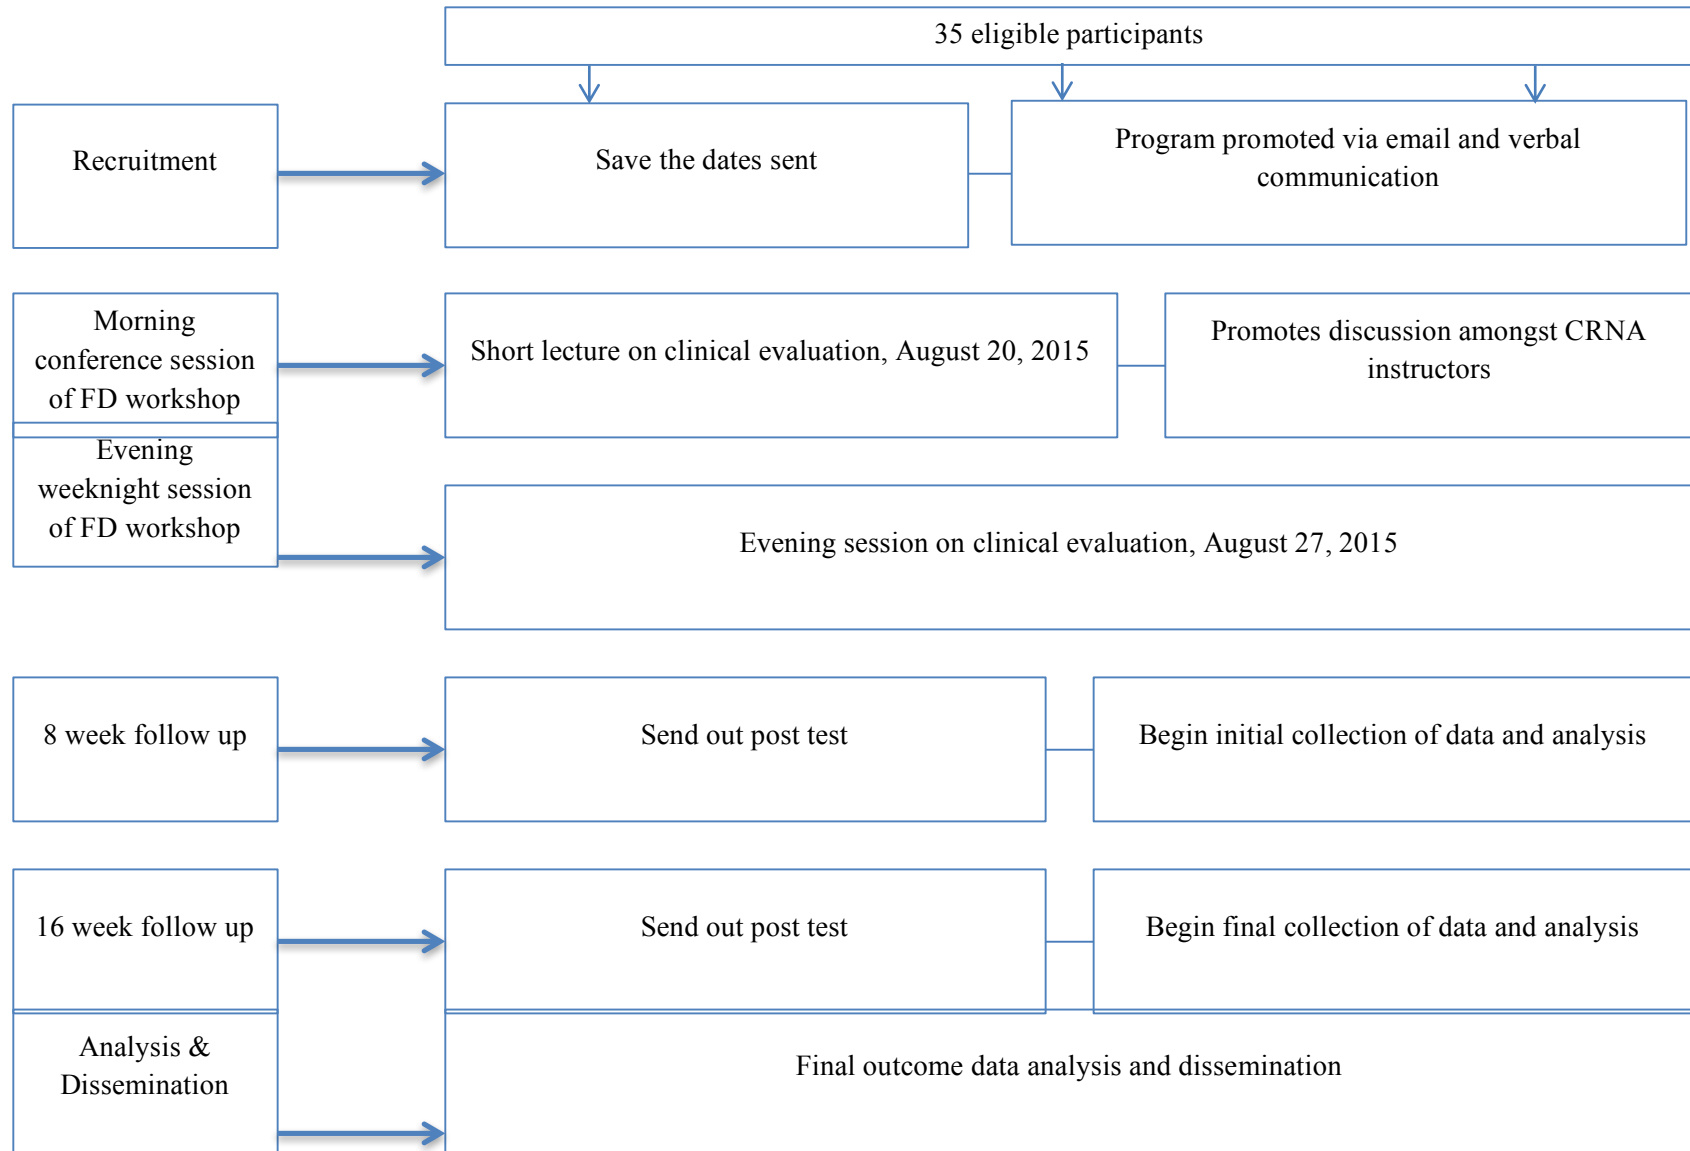 35 eligible participants
Recruitment
Save the dates sent
Program promoted via email and verbal
communication
Morning
conference session
of FD workshop
Short lecture on clinical evaluation, August 20, 2015
Promotes discussion amongst CRNA
instructors
Evening
weeknight session
of FD workshop
Evening session on clinical evaluation, August 27, 2015
8 week follow up
Send out post test
Begin initial collection of data and analysis
16 week follow up
Send out post test
Begin final collection of data and analysis
Analysis &
Dissemination
Final outcome data analysis and dissemination